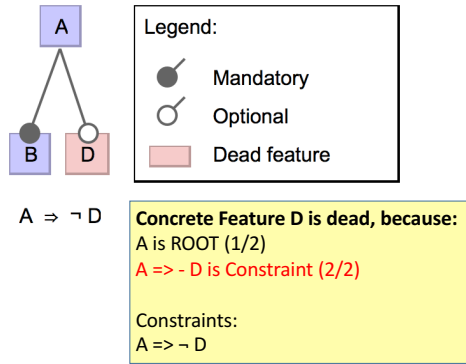 A
B
D
A ⇒ ¬ D
Legend:
Mandatory
Optional
Dead feature
Concrete Feature D is dead, because:
A is ROOT (1/2)
A => - D is Constraint (2/2)
Constraints:
A => ¬ D